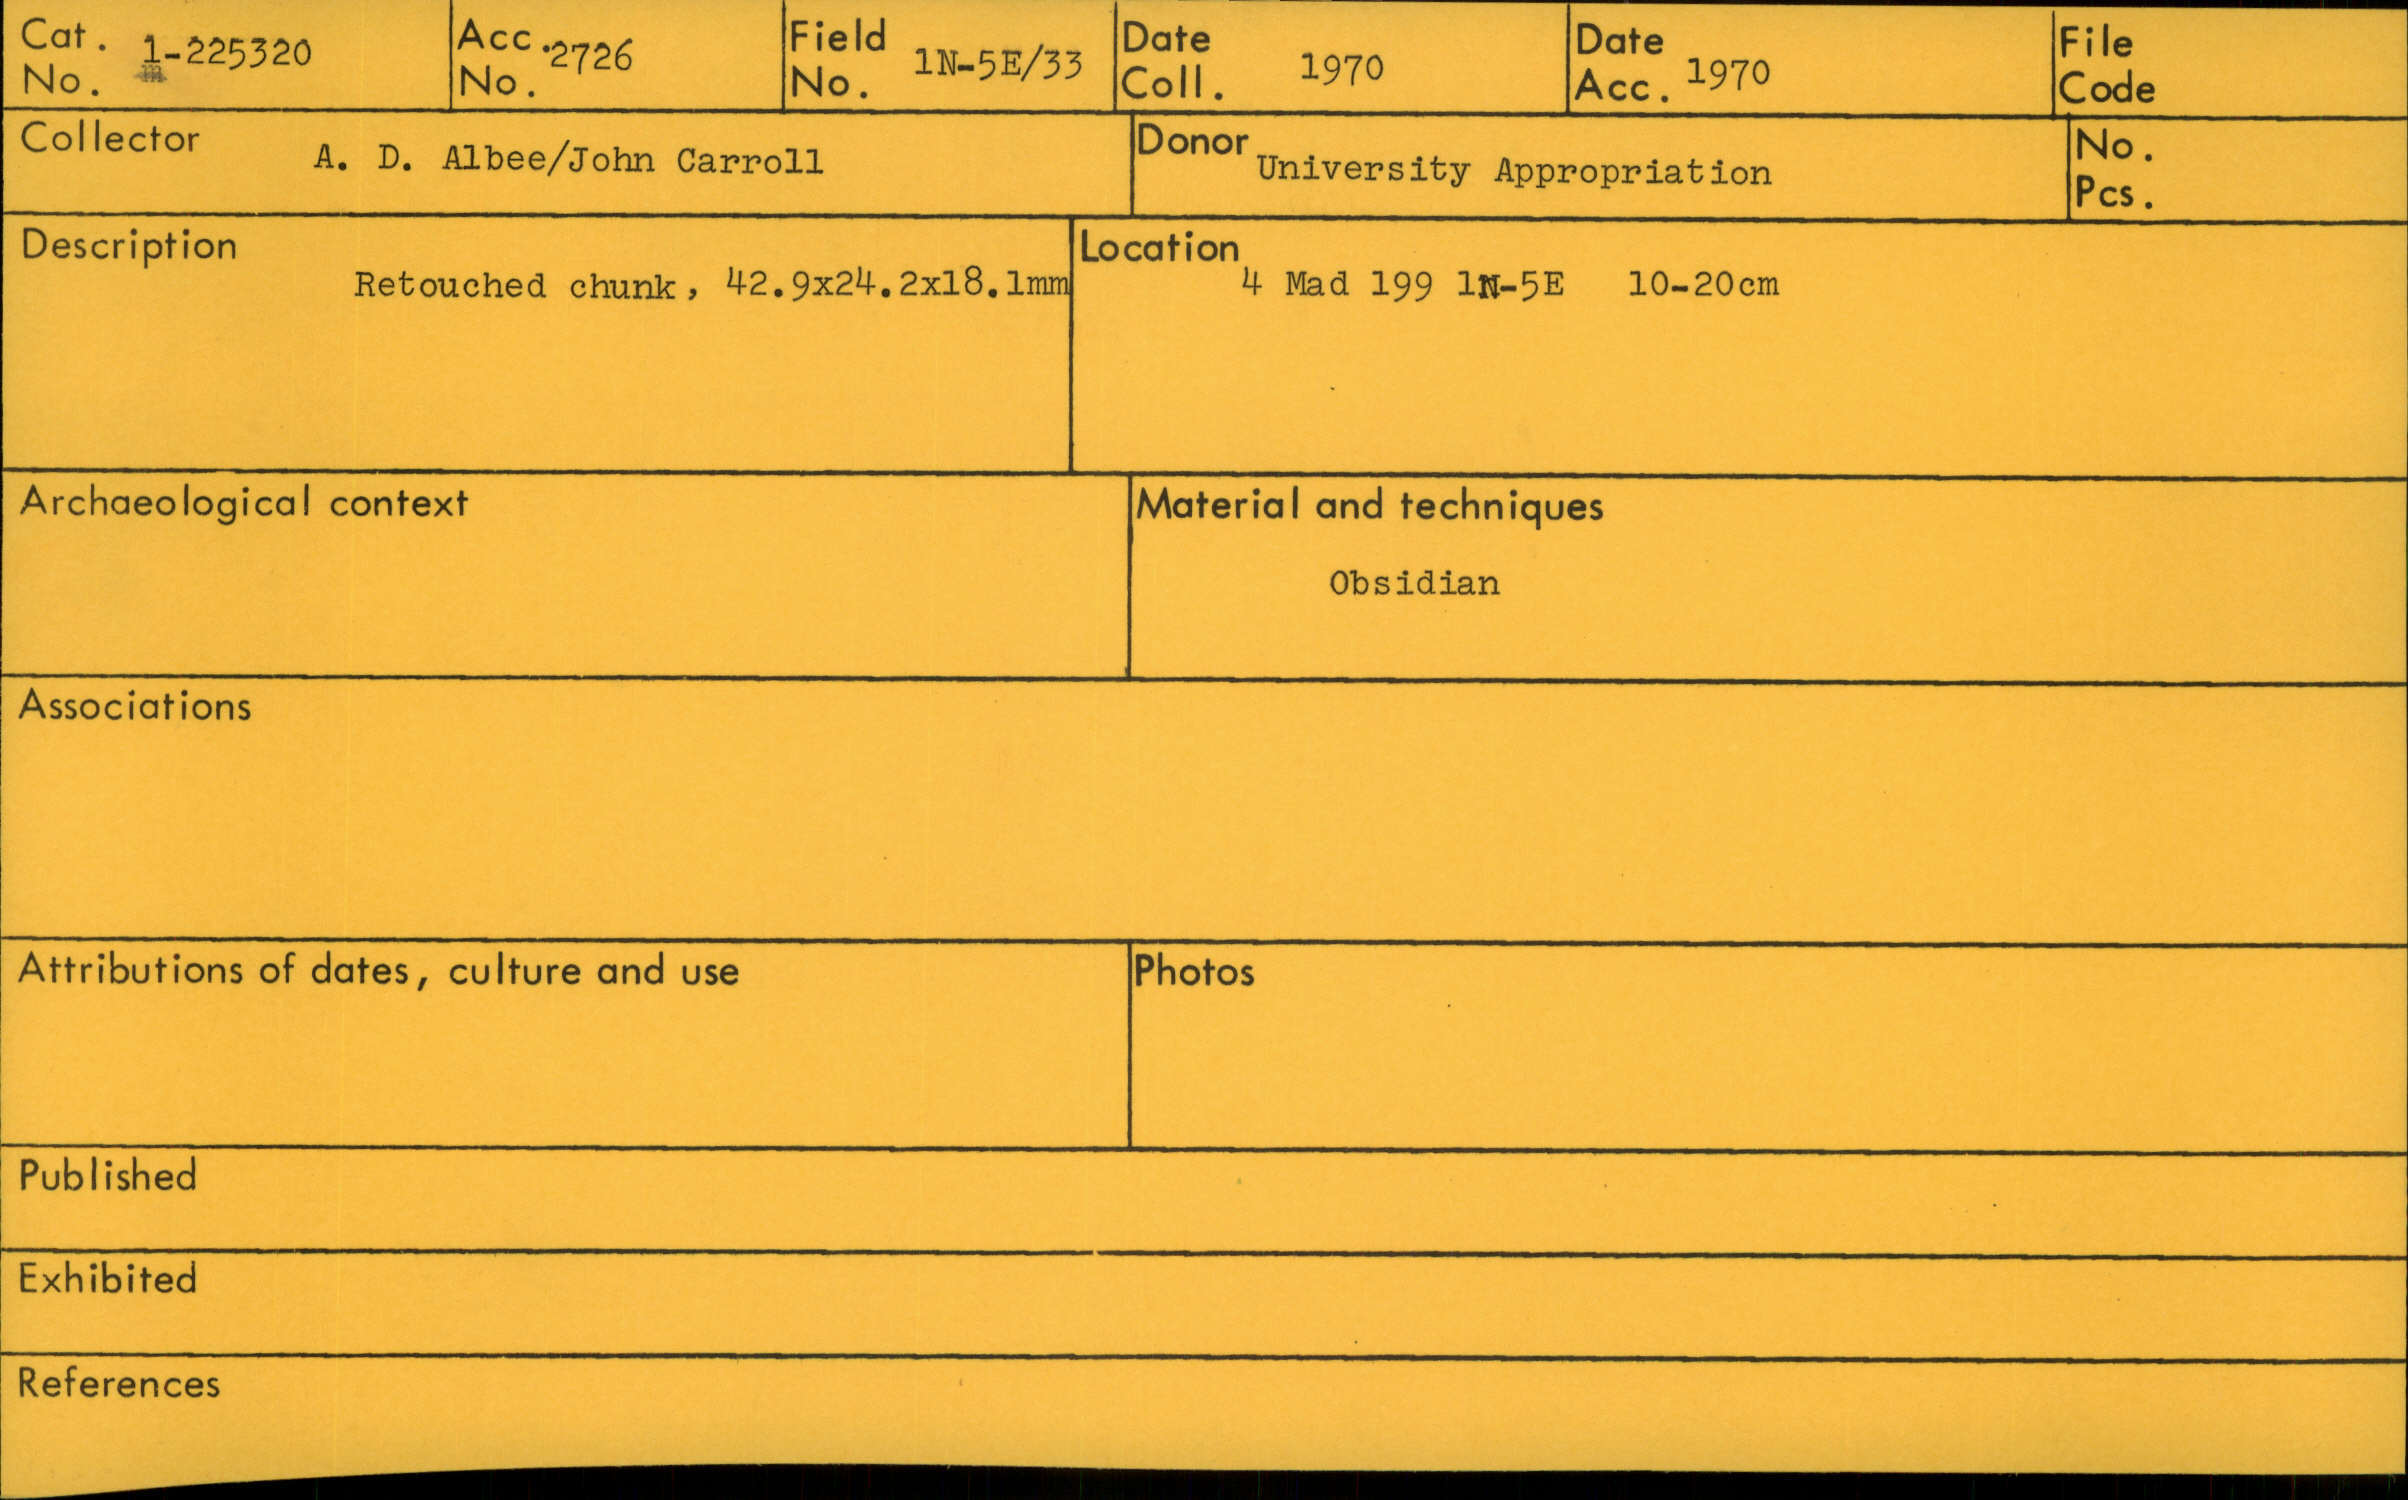 Cat. No. 1-225320
Acc. No. 2726
Field No. 1N-5E/33
Date Coll. 1970
Date Acc. 1970
File Code
Collector A. D. Albee/John Carroll
Donor University Appropriation
No. Pcs.
Description
Retouched chunk, 42.9x24.2x18.1mm
Location
4 Mad 199 1N-5E 10-20cm
Archaeological context
Material and techniques
Obsidian
Associations
Attributions of dates, culture and use
Photos
Published
Exhibited
References